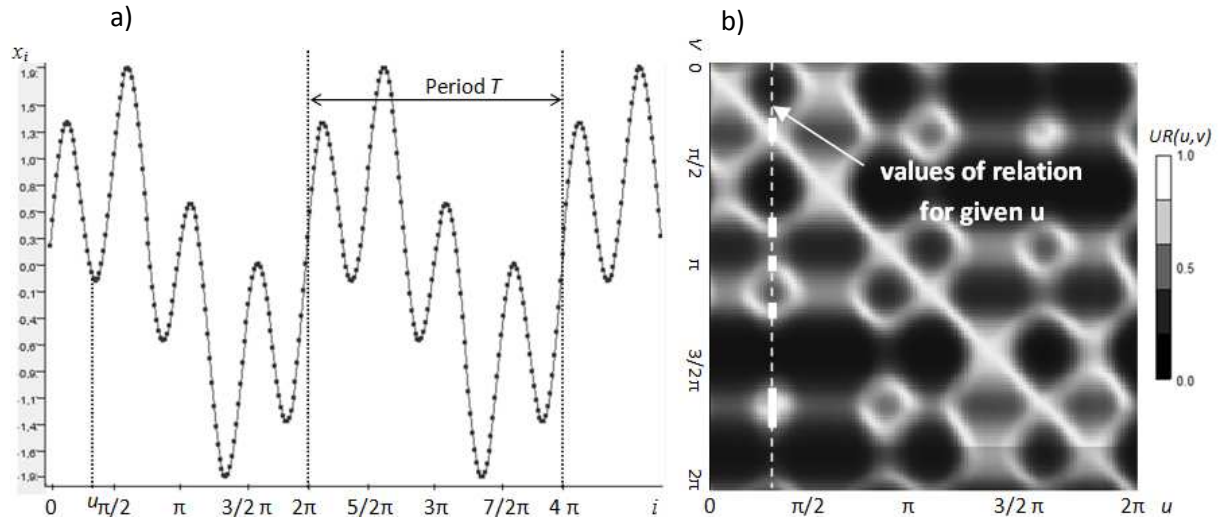 a)
x_i
1,9
1,5
1,3
1,0
0,8
0,5
0,3
0,0
-0,1
-0,4
-0,6
-0,9
-1,1
-1,4
-1,6
-1,9
Period T
0 u π/2 π 3/2 π 2π 5/2π 3π 7/2 π 4 π i
b)
v 0 π/2 π 3/2π 2π
values of relation
for given u
0 π/2 π 3/2 π 2π u
UR(u,v)
1.0
0.5
0.0